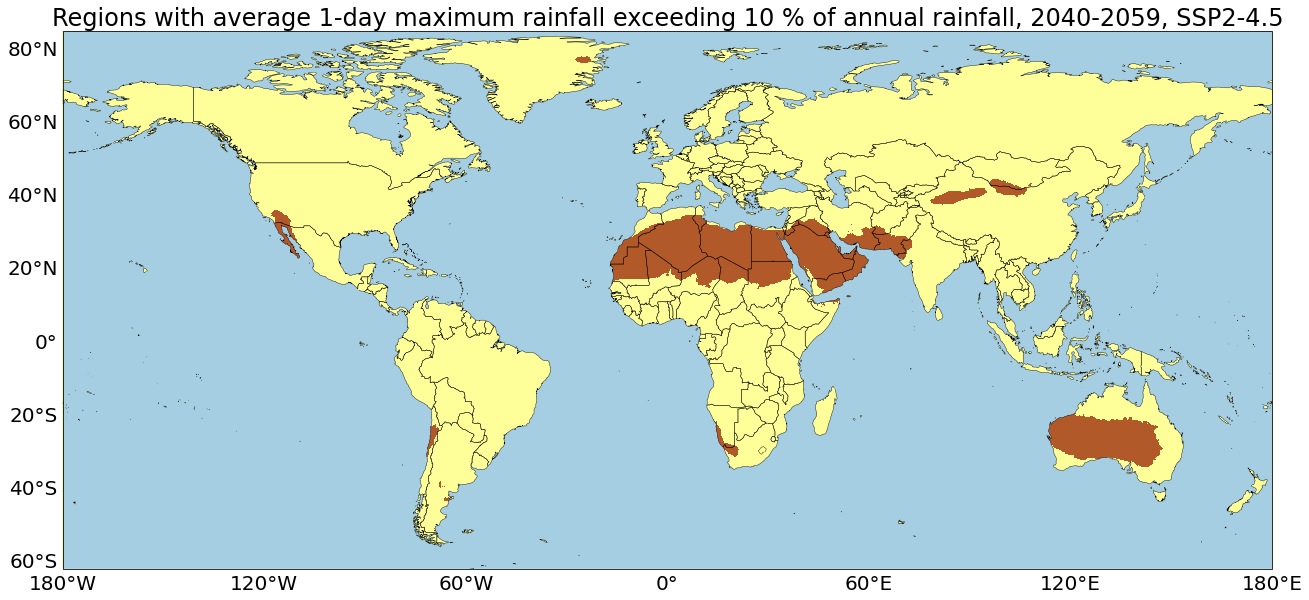 Regions with average 1-day maximum rainfall exceeding 10 % of annual rainfall, 2040-2059, SSP2-4.5
80°N
60°N
40°N
20°N
0°
20°S
40°S
60°S
180°W 120°W 60°W 0° 60°E 120°E 180°E